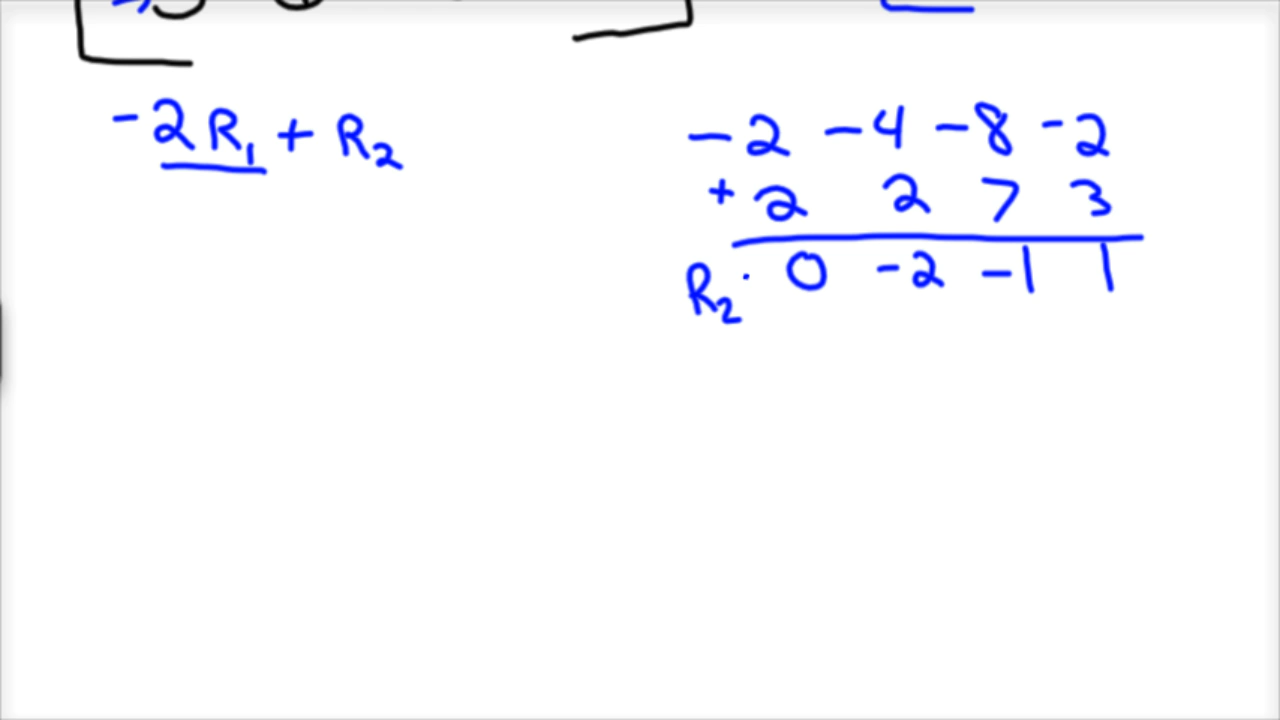 -2R₁ + R₂
-2 -4 -8 -2
+ 2 2 7 3
R₂. 0 -2 -1 1